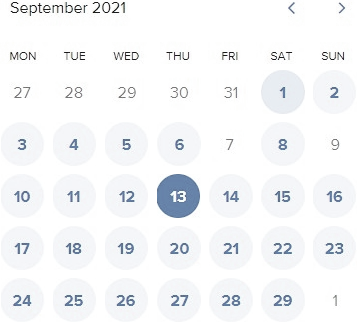 September 2021
MON TUE WED THU FRI SAT SUN
27 28 29 30 31 1 2
3 4 5 6 7 8 9
10 11 12 13 14 15 16
17 18 19 20 21 22 23
24 25 26 27 28 29 1